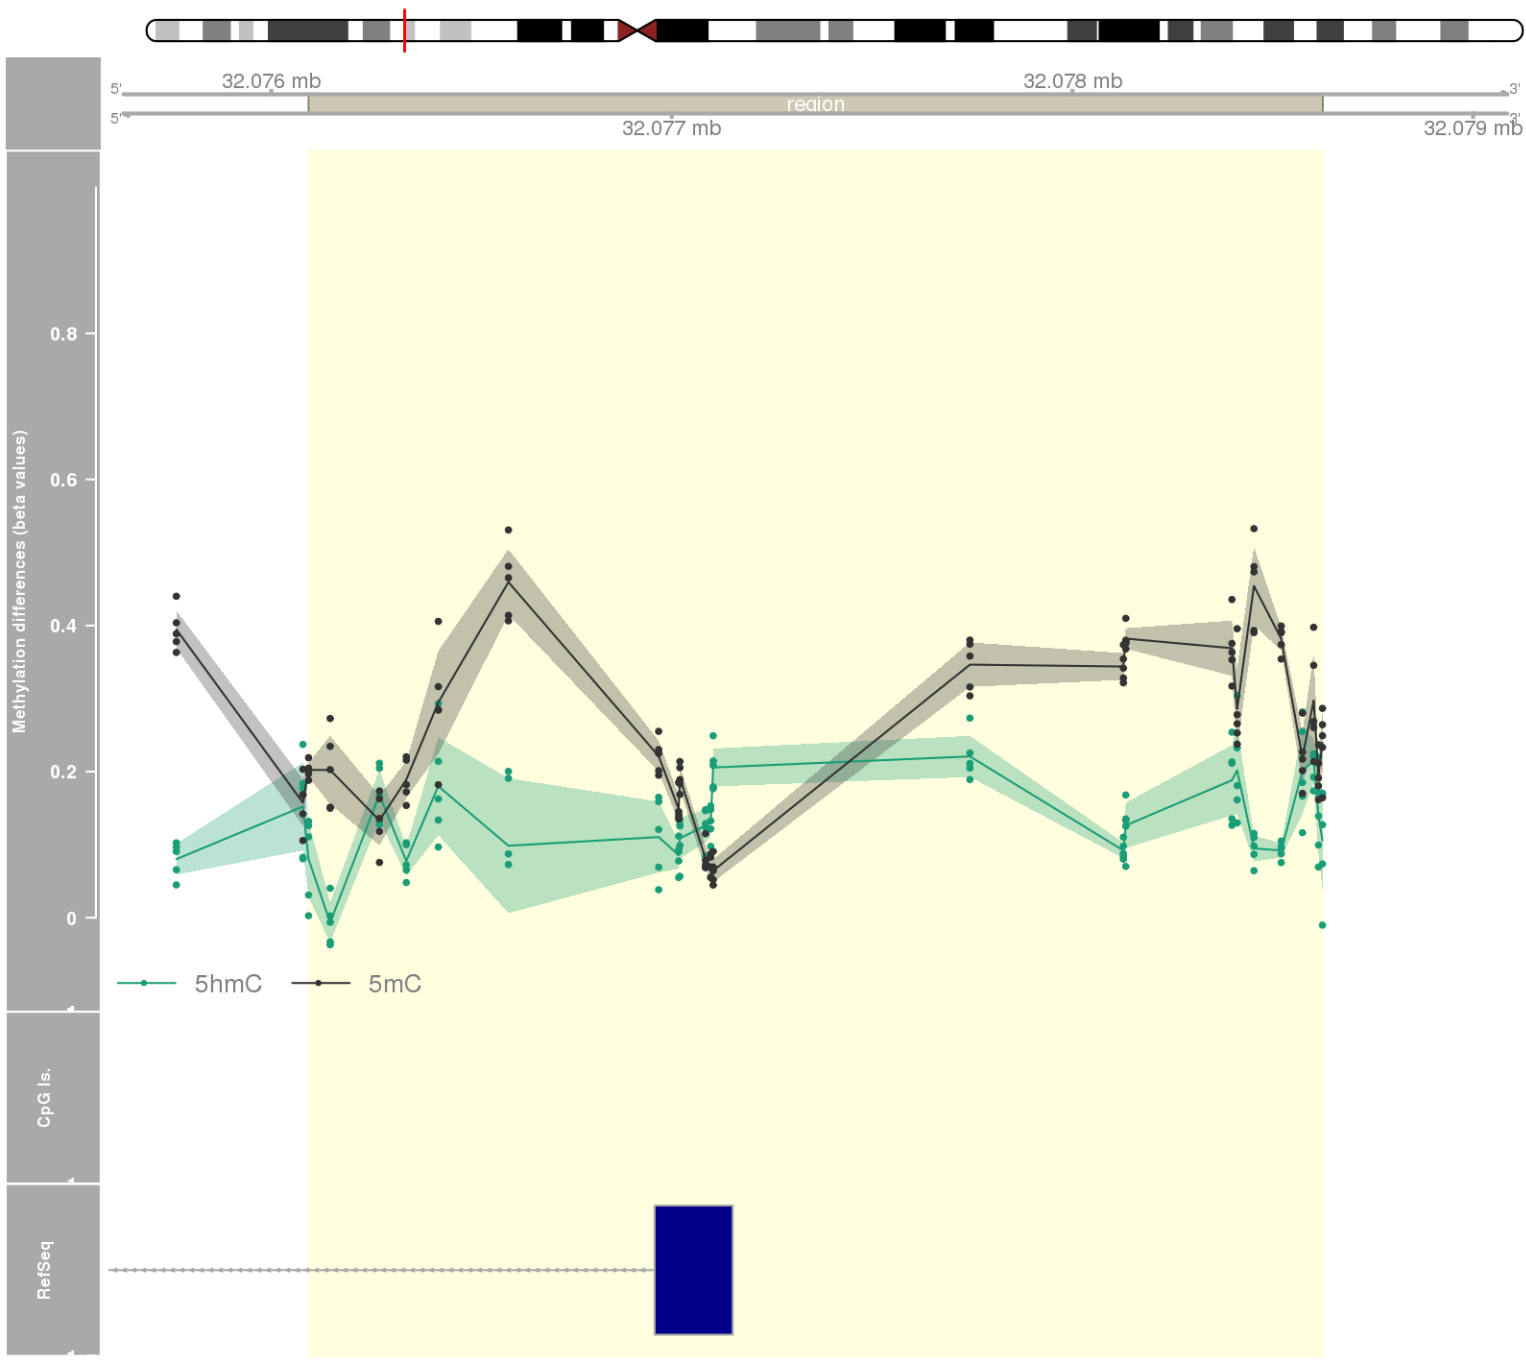 32.076 mb
32.078 mb
5'
3'
region
5'
3'
32.077 mb
32.079 mb
Methylation differences (beta values)
0.8
0.6
0.4
0.2
0
5hmC
5mC
CpG Is.
RefSeq